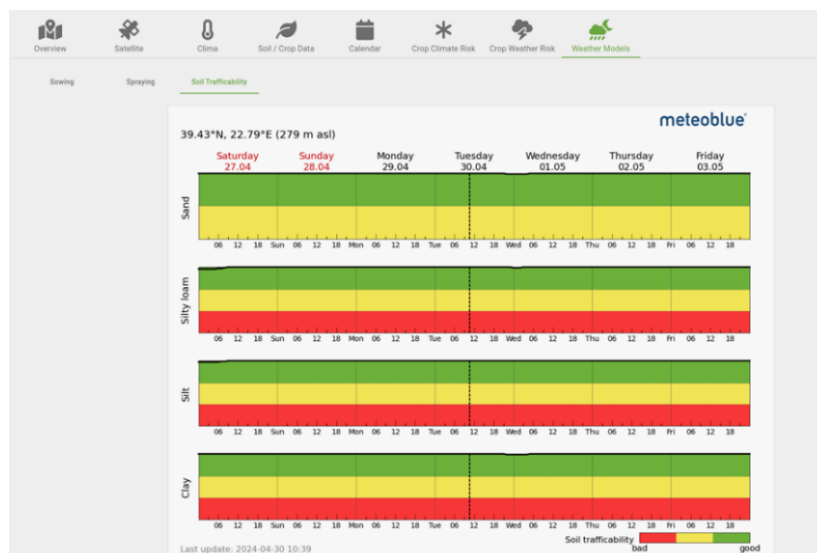 Overview Satellite Clima Soil / Crop Data Calendar Crop Climate Risk Crop Weather Risk Weather Models
Sowing Spraying Soil Trafficability
meteoblue
39.43°N, 22.79°E (279 m asl)
Saturday Sunday Monday Tuesday Wednesday Thursday Friday
27.04 28.04 29.04 30.04 01.05 02.05 03.05
Sand
06 12 18 Sun 06 12 18 Mon 06 12 18 Tue 06 12 18 Wed 06 12 18 Thu 06 12 18 Fri 06 12 18
Silty loam
06 12 18 Sun 06 12 18 Mon 06 12 18 Tue 06 12 18 Wed 06 12 18 Thu 06 12 18 Fri 06 12 18
Silt
06 12 18 Sun 06 12 18 Mon 06 12 18 Tue 06 12 18 Wed 06 12 18 Thu 06 12 18 Fri 06 12 18
Clay
06 12 18 Sun 06 12 18 Mon 06 12 18 Tue 06 12 18 Wed 06 12 18 Thu 06 12 18 Fri 06 12 18
Soil trafficability
bad good
Last update: 2024-04-30 10:39